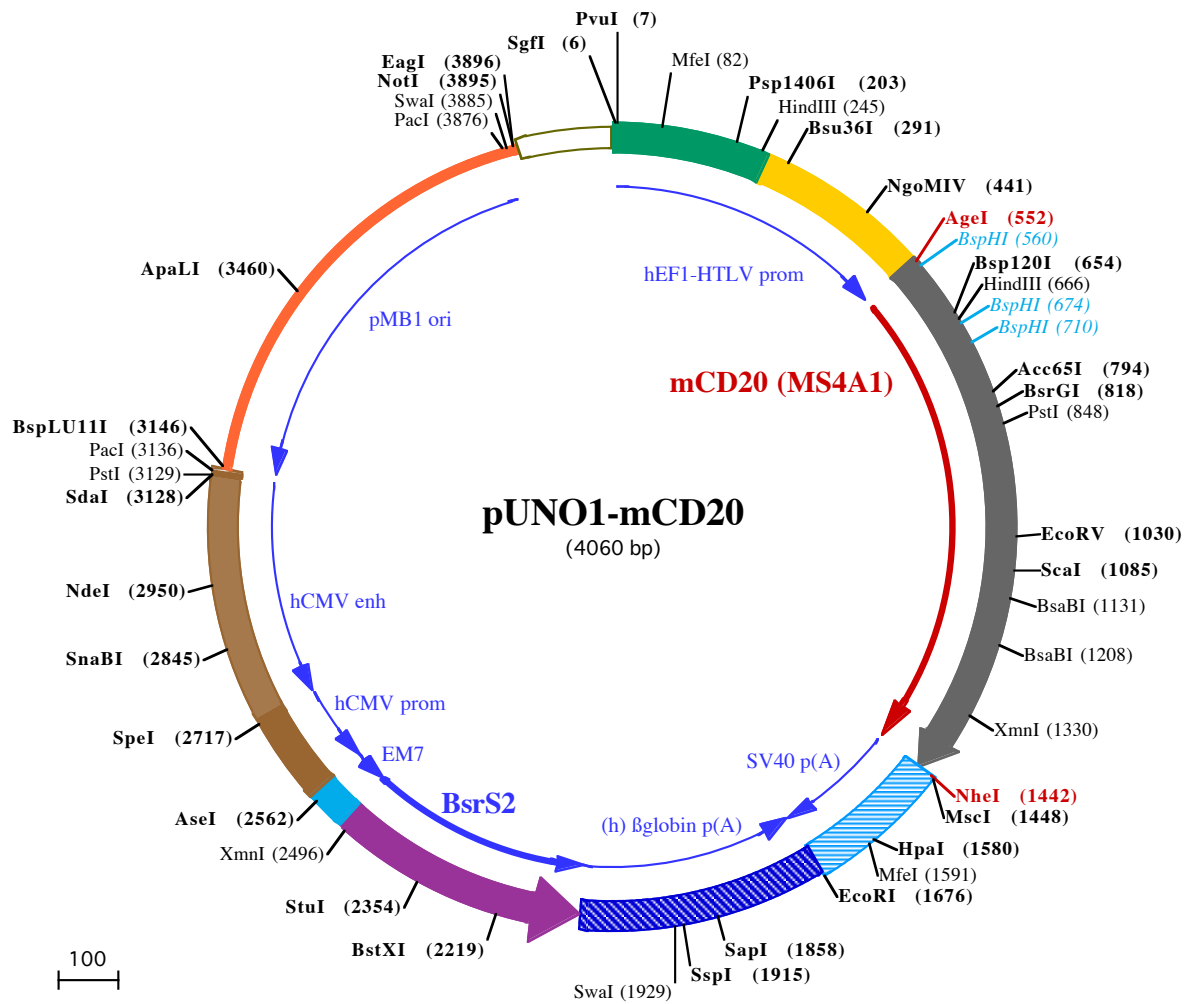 PvuI (7)
SgfI (6)
MfeI (82)
Psp1406I (203)
HindIII (245)
Bsu36I (291)
NgoMIV (441)
AgeI (552)
BspHI (560)
Bsp120I (654)
HindIII (666)
BspHI (674)
BspHI (710)
Acc65I (794)
BsrGI (818)
PstI (848)
EcoRV (1030)
ScaI (1085)
BsaBI (1131)
BsaBI (1208)
XmnI (1330)
NheI (1442)
MscI (1448)
HpaI (1580)
MfeI (1591)
EcoRI (1676)
SapI (1858)
SspI (1915)
SwaI (1929)
BstXI (2219)
StuI (2354)
XmnI (2496)
AseI (2562)
SpeI (2717)
SnaBI (2845)
NdeI (2950)
SdaI (3128)
PstI (3129)
PacI (3136)
BspLU11I (3146)
ApaLI (3460)
PacI (3876)
SwaI (3885)
NotI (3895)
EagI (3896)
hEF1-HTLV prom
mCD20 (MS4A1)
SV40 p(A)
(h) ßglobin p(A)
BsrS2
EM7
hCMV prom
hCMV enh
pMB1 ori
pUNO1-mCD20
(4060 bp)
100